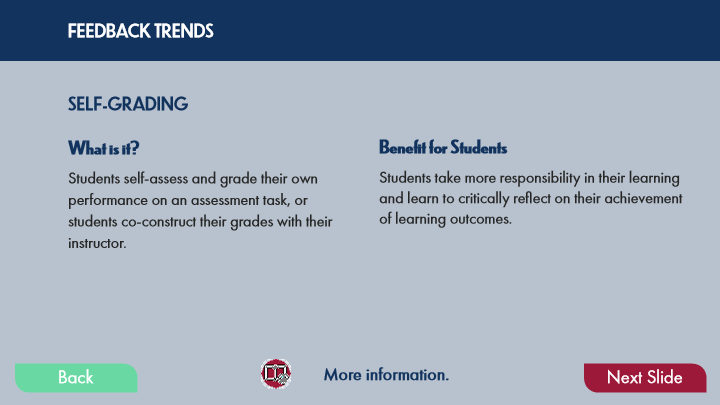 FEEDBACK TRENDS
SELF-GRADING
What is it?
Students self-assess and grade their own
performance on an assessment task, or
students co-construct their grades with their
instructor.
Benefit for Students
Students take more responsibility in their learning
and learn to critically reflect on their achievement
of learning outcomes.
Back
More information.
Next Slide